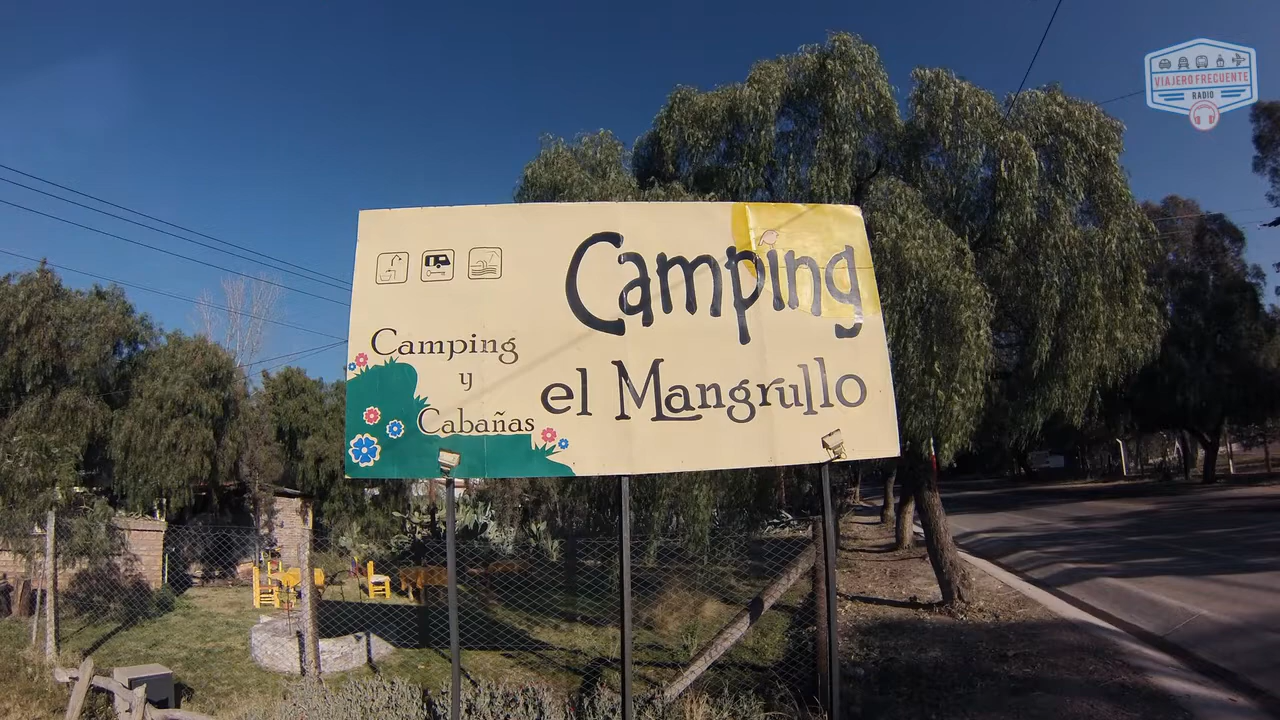 VIAJERO FRECUENTE
RADIO
Camping
el Mangrullo
Camping
y
Cabañas